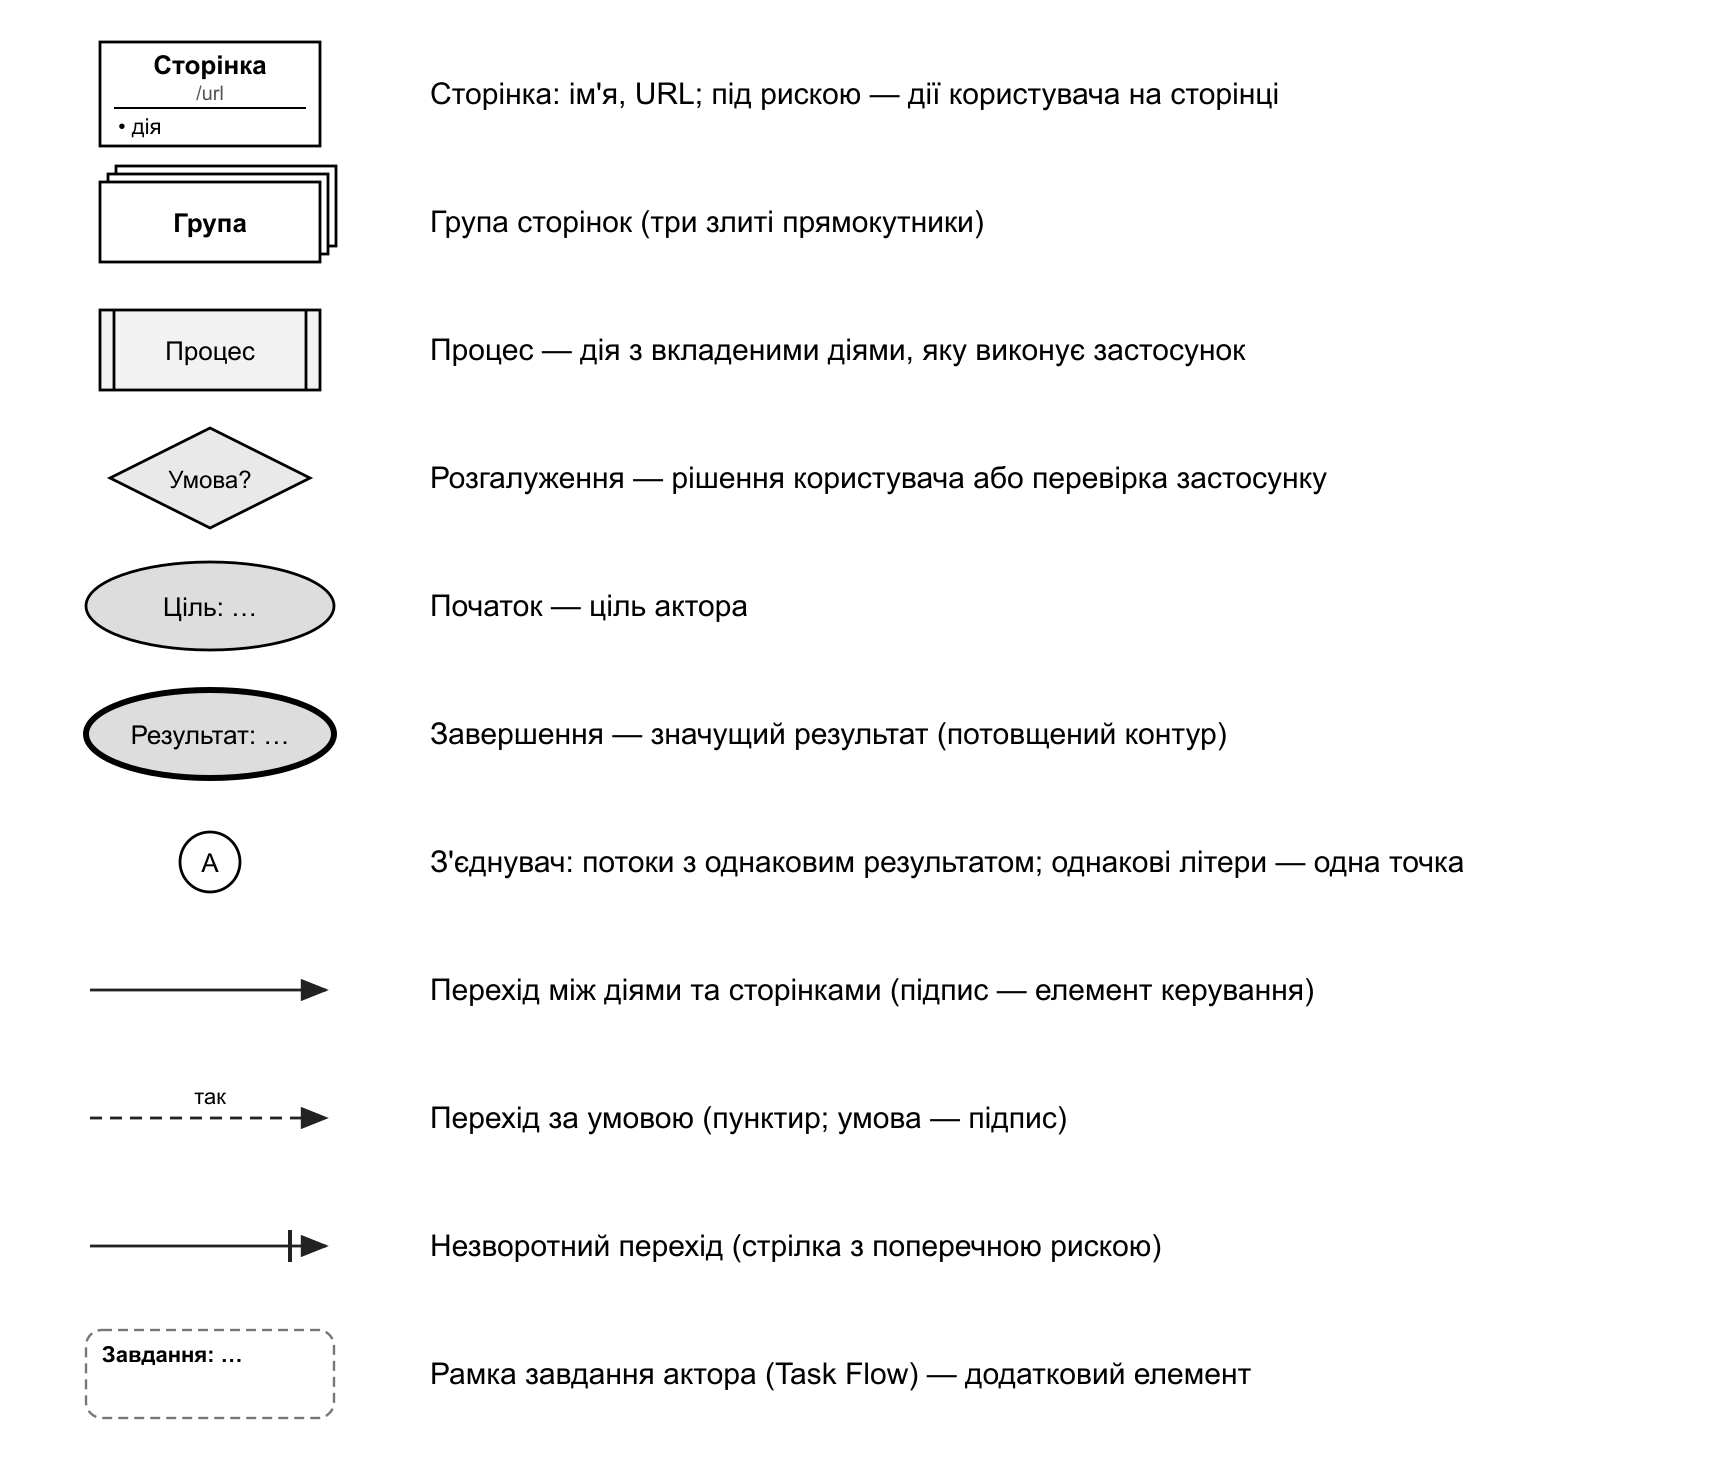 Сторінка
/url
• дія
Сторінка: ім'я, URL; під рискою — дії користувача на сторінці
Група
Група сторінок (три злиті прямокутники)
Процес
Процес — дія з вкладеними діями, яку виконує застосунок
Умова?
Розгалуження — рішення користувача або перевірка застосунку
Ціль: …
Початок — ціль актора
Результат: …
Завершення — значущий результат (потовщений контур)
А
З'єднувач: потоки з однаковим результатом; однакові літери — одна точка
Перехід між діями та сторінками (підпис — елемент керування)
так
Перехід за умовою (пунктир; умова — підпис)
Незворотний перехід (стрілка з поперечною рискою)
Завдання: …
Рамка завдання актора (Task Flow) — додатковий елемент